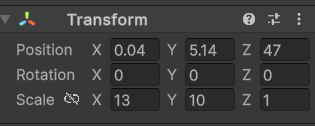 Transform
Position X 0.04 Y 5.14 Z 47
Rotation X 0 Y 0 Z 0
Scale X 13 Y 10 Z 1